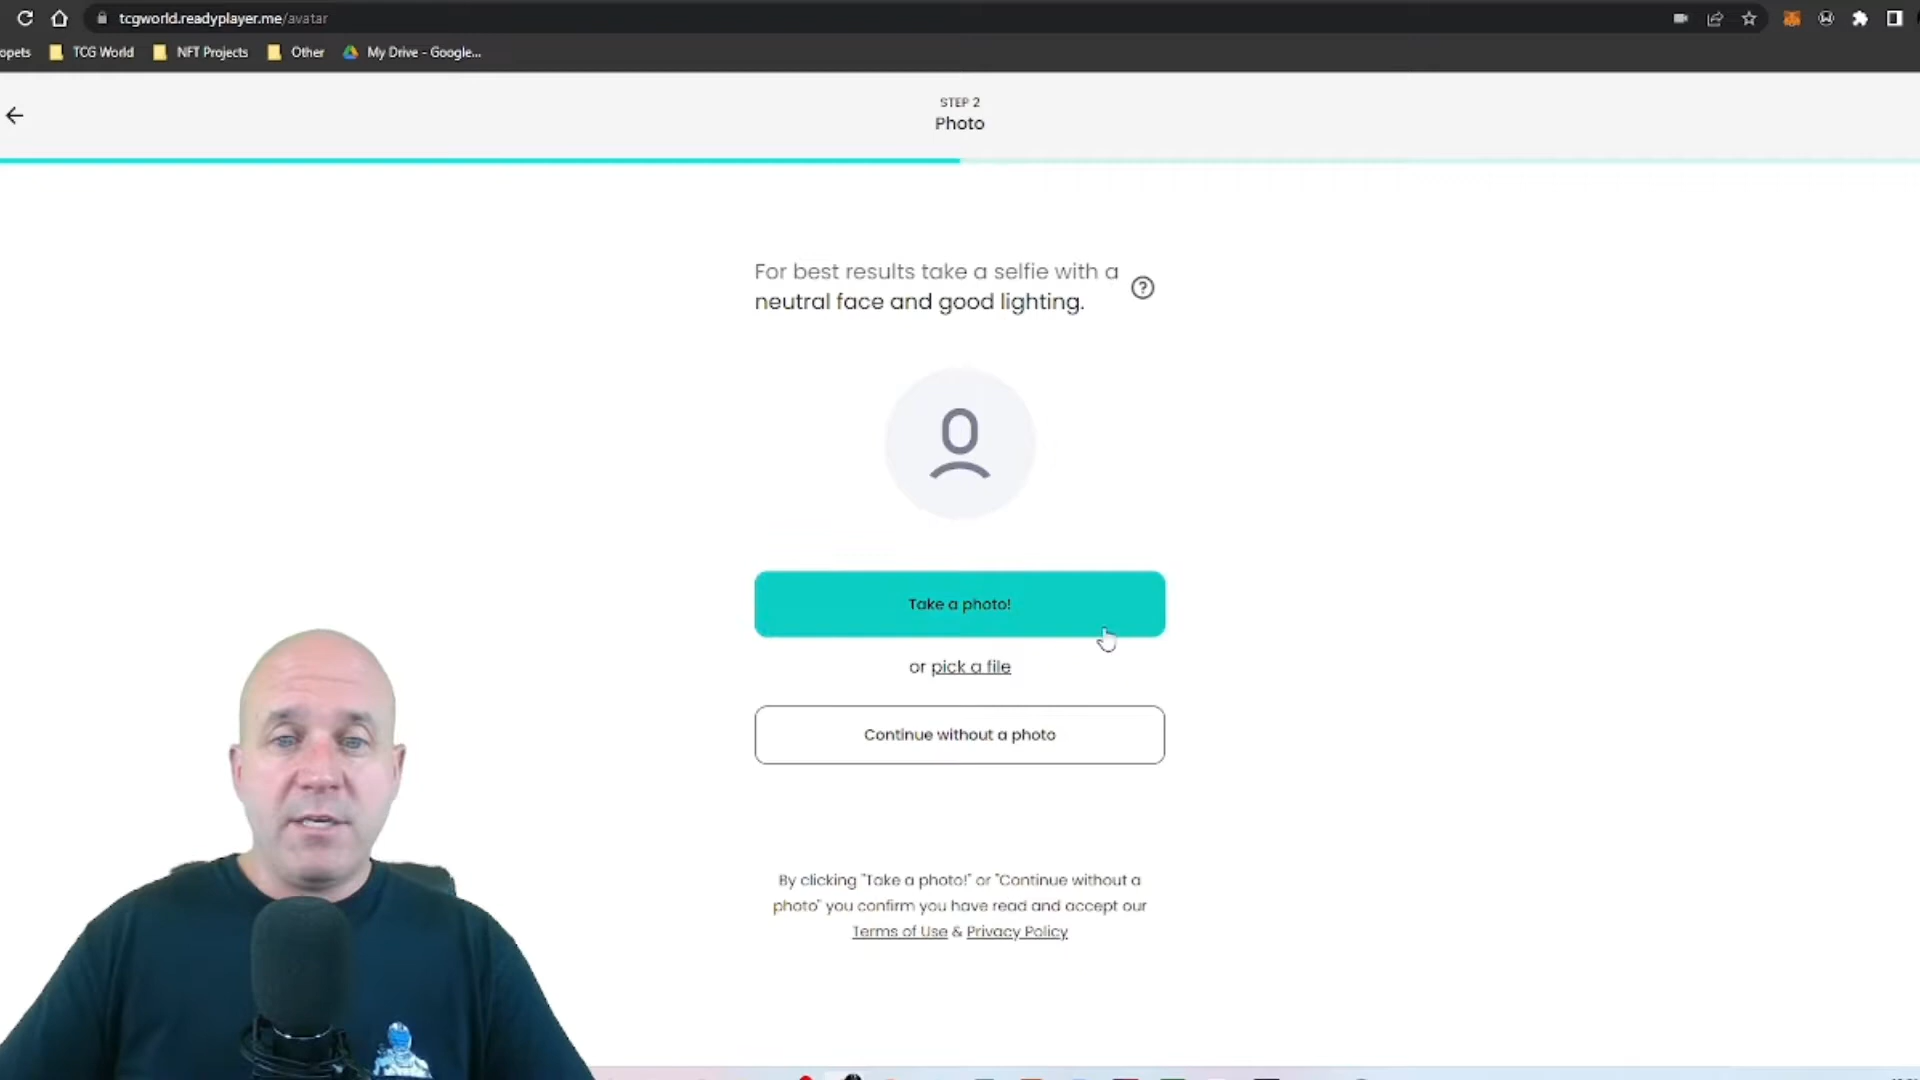 tcgworld.readyplayer.me/avatar
opets TCG World NFT Projects Other My Drive - Google...
STEP 2
Photo
For best results take a selfie with a
neutral face and good lighting.
?
Take a photo!
or pick a file
Continue without a photo
By clicking "Take a photo!" or "Continue without a
photo" you confirm you have read and accept our
Terms of Use & Privacy Policy